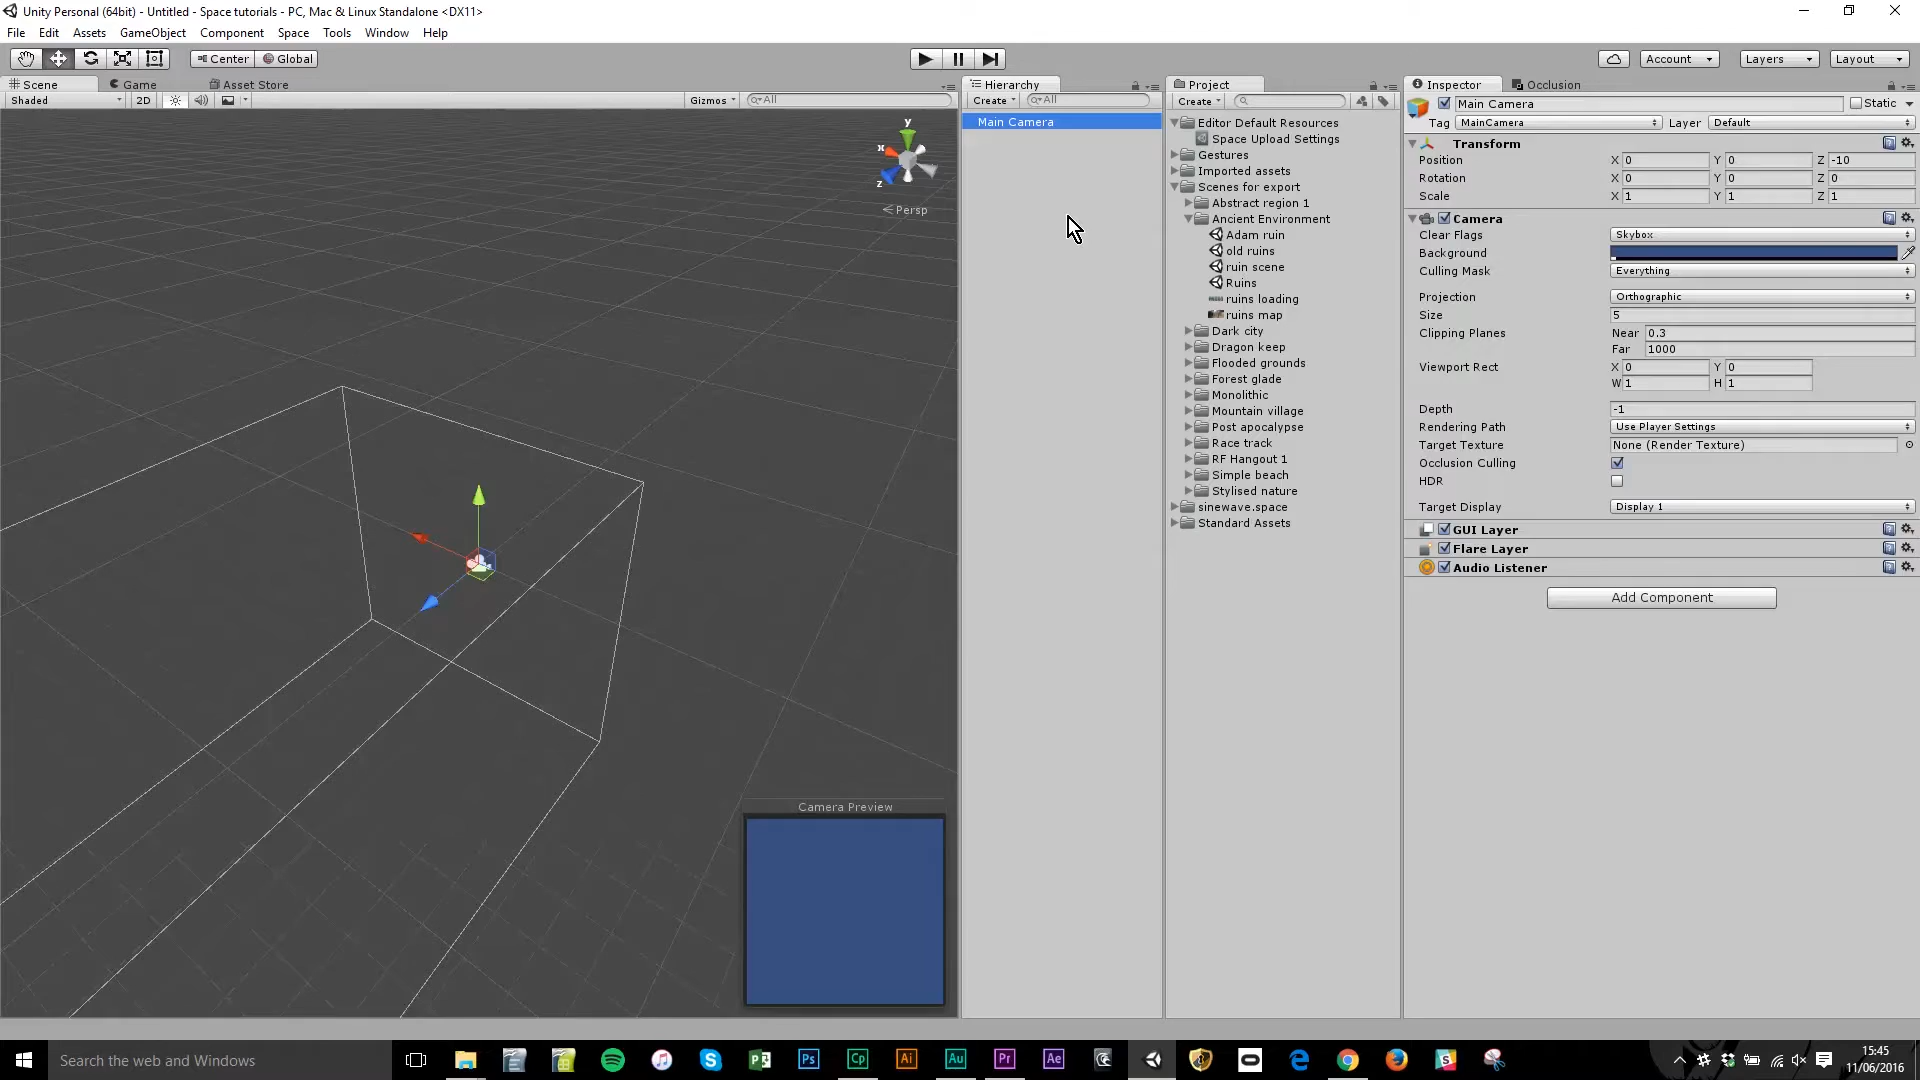 Unity Personal (64bit) - Untitled - Space tutorials - PC, Mac & Linux Standalone <DX11>
File Edit Assets GameObject Component Space Tools Window Help
Center Global Account Layers Layout
Scene Game Asset Store
Shaded 2D Gizmos All
y
x
z
Persp
Camera Preview
Hierarchy
Create All
Main Camera
Project
Create
Editor Default Resources
Space Upload Settings
Gestures
Imported assets
Scenes for export
Abstract region 1
Ancient Environment
Adam ruin
old ruins
ruin scene
Ruins
ruins loading
ruins map
Dark city
Dragon keep
Flooded grounds
Forest glade
Monolithic
Mountain village
Post apocalypse
Race track
RF Hangout 1
Simple beach
Stylised nature
sinewave.space
Standard Assets
Inspector Occlusion
Main Camera Static
Tag MainCamera Layer Default
Transform
Position X 0 Y 0 Z -10
Rotation X 0 Y 0 Z 0
Scale X 1 Y 1 Z 1
Camera
Clear Flags Skybox
Background
Culling Mask Everything
Projection Orthographic
Size 5
Clipping Planes Near 0.3
Far 1000
Viewport Rect X 0 Y 0
W 1 H 1
Depth -1
Rendering Path Use Player Settings
Target Texture None (Render Texture)
Occlusion Culling
HDR
Target Display Display 1
GUI Layer
Flare Layer
Audio Listener
Add Component
Search the web and Windows
Ps Cp Ai Au Pr Ae
15:45
11/06/2016